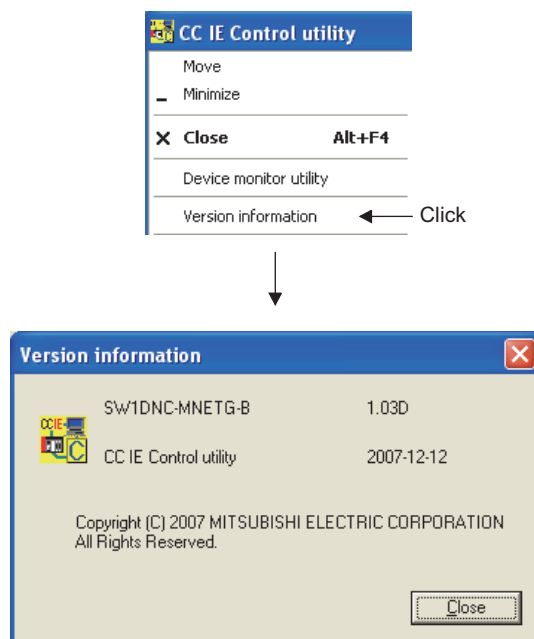 CC IE Control utility
Move
Minimize
Close Alt+F4
Device monitor utility
Version information Click
Version information
SW1DNC-MNETG-B 1.03D
CCIE
C
CC IE Control utility 2007-12-12
Copyright (C) 2007 MITSUBISHI ELECTRIC CORPORATION
All Rights Reserved.
Close